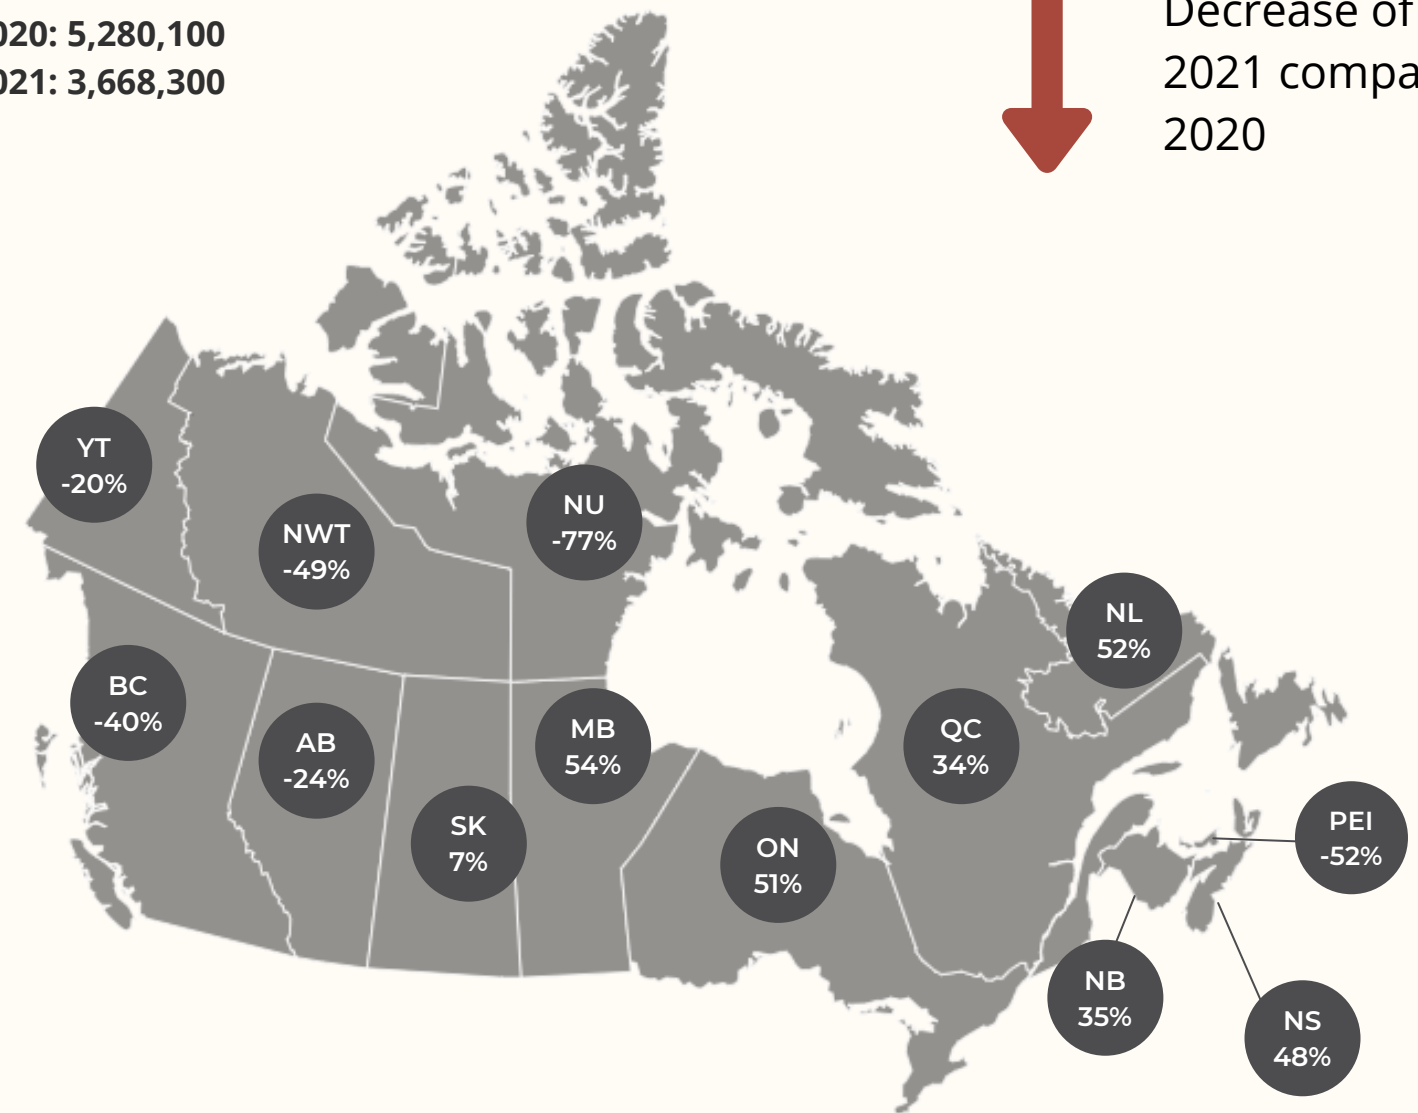 020: 5,280,100
021: 3,668,300
Decrease of
2021 compa
2020
YT
-20%
NWT
-49%
NU
-77%
NL
52%
BC
-40%
AB
-24%
MB
54%
QC
34%
SK
7%
ON
51%
PEI
-52%
NB
35%
NS
48%